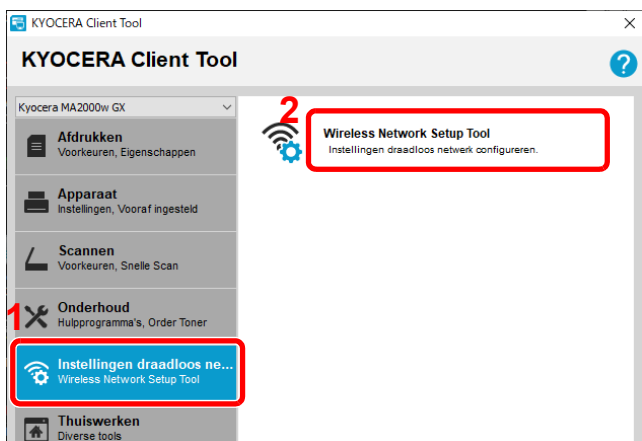 KYOCERA Client Tool
KYOCERA Client Tool
?
Kyocera MA2000w GX
Afdrukken
Voorkeuren, Eigenschappen
Apparaat
Instellingen, Vooraf ingesteld
Scannen
Voorkeuren, Snelle Scan
1
Onderhoud
Hulpprogramma's, Order Toner
Instellingen draadloos ne...
Wireless Network Setup Tool
Thuiswerken
Diverse tools
2
Wireless Network Setup Tool
Instellingen draadloos netwerk configureren.